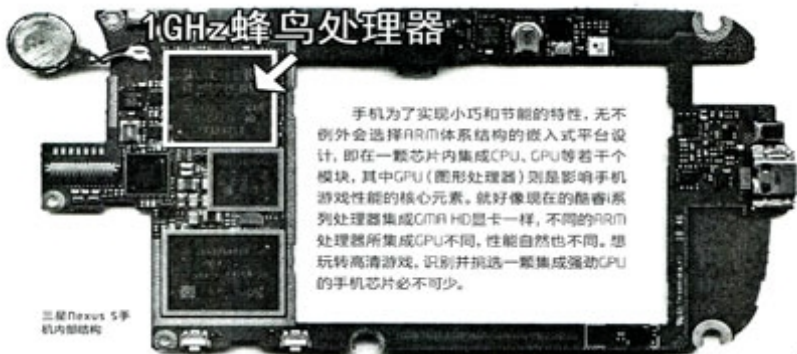 1GHz蜂鸟处理器
手机为了实现小巧和节能的特性，无不
例外会选择ARM体系结构的嵌入式平台设
计，即在一颗芯片内集成CPU、GPU等若干个
模块，其中GPU（图形处理器）则是影响手机
游戏性能的核心元素。就好像现在的酷睿i系
列处理器集成GMA HD显卡一样，不同的ARM
处理器所集成GPU不同，性能自然也不同。想
玩转高清游戏，识别并挑选一颗集成强劲GPU
的手机芯片必不可少。
三星Nexus S手
机内部结构